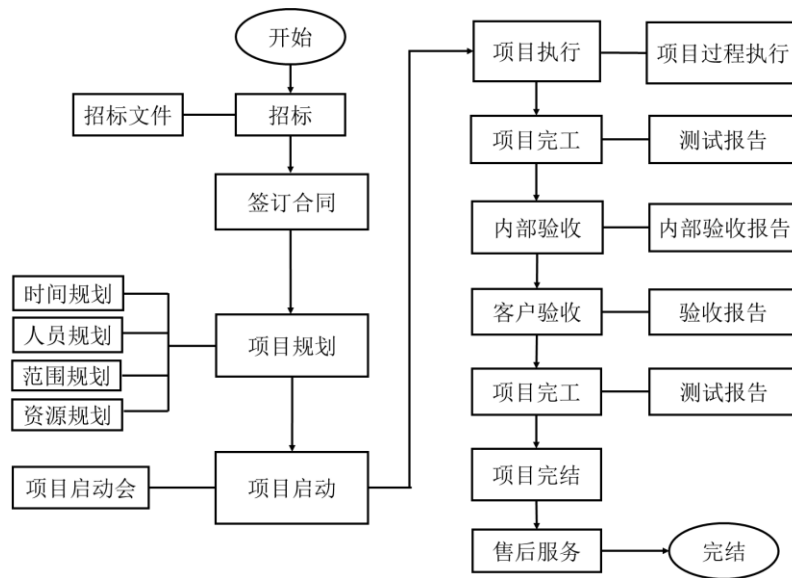 开始
招标文件
招标
签订合同
时间规划
人员规划
范围规划
资源规划
项目规划
项目启动会
项目启动
项目执行
项目过程执行
项目完工
测试报告
内部验收
内部验收报告
客户验收
验收报告
项目完工
测试报告
项目完结
售后服务
完结